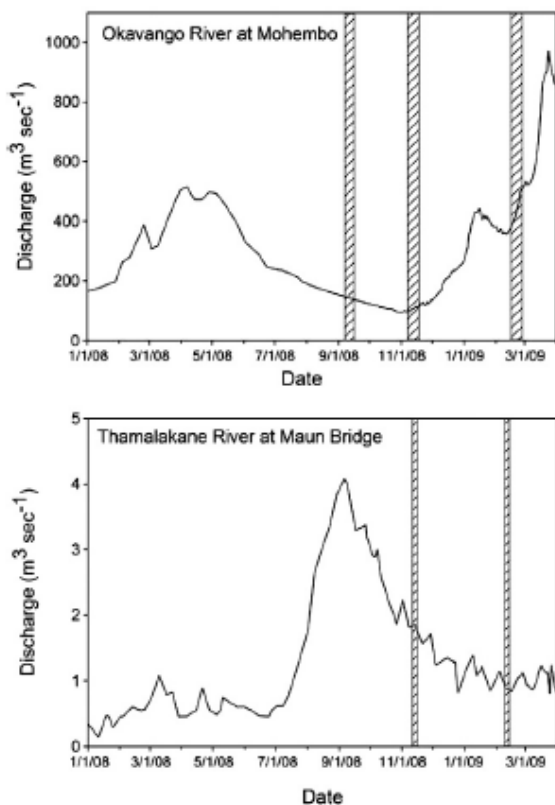 Okavango River at Mohembo
1000
800
600
400
200
0
Discharge (m³ sec⁻¹)
1/1/08 3/1/08 5/1/08 7/1/08 9/1/08 11/1/08 1/1/09 3/1/09
Date
Thamalakane River at Maun Bridge
5
4
3
2
1
0
Discharge (m³ sec⁻¹)
1/1/08 3/1/08 5/1/08 7/1/08 9/1/08 11/1/08 1/1/09 3/1/09
Date